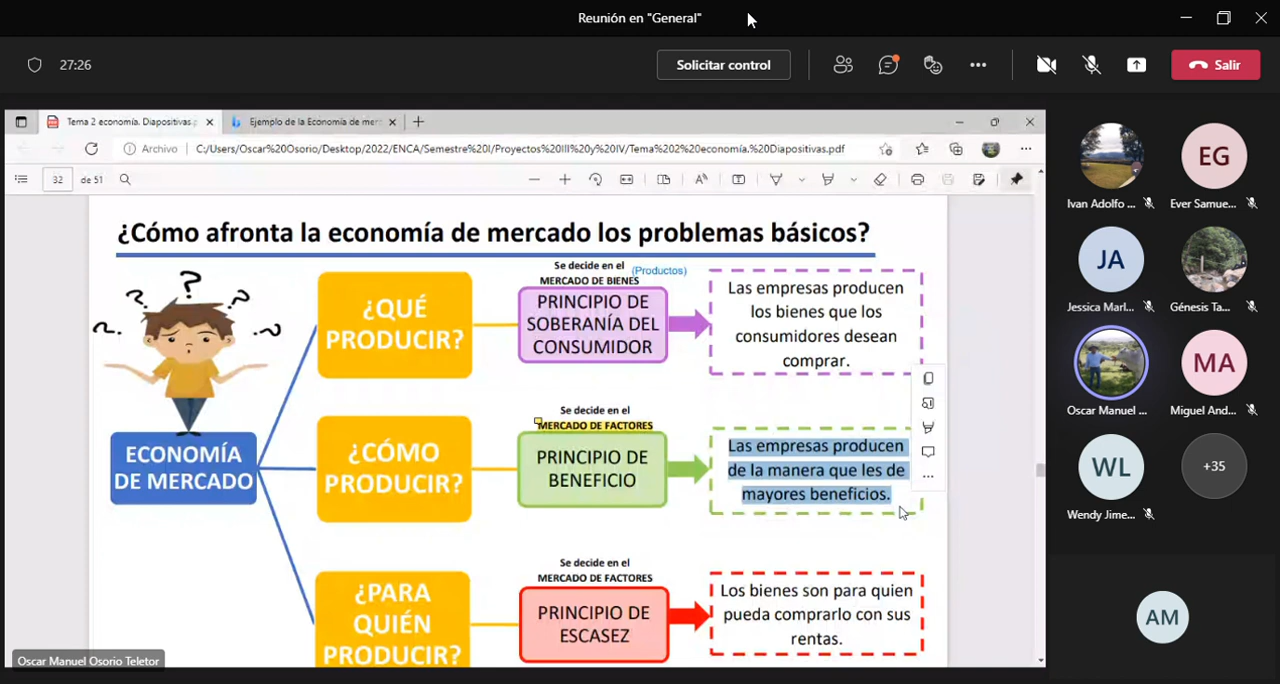 Reunión en "General"
27:26
Solicitar control
Salir
Tema 2 economía. Diapositivas.p
Ejemplo de la Economía de mer
Archivo
C:/Users/Oscar%20Osorio/Desktop/2022/ENCA/Semestre%20I/Proyectos%20III%20y%20IV/Tema%202%20economía.%20Diapositivas.pdf
32
de 51
¿Cómo afronta la economía de mercado los problemas básicos?
ECONOMÍA
DE MERCADO
¿QUÉ
PRODUCIR?
Se decide en el
MERCADO DE BIENES
(Productos)
PRINCIPIO DE
SOBERANÍA DEL
CONSUMIDOR
Las empresas producen
los bienes que los
consumidores desean
comprar.
¿CÓMO
PRODUCIR?
Se decide en el
MERCADO DE FACTORES
PRINCIPIO DE
BENEFICIO
Las empresas producen
de la manera que les de
mayores beneficios.
¿PARA
QUIÉN
PRODUCIR?
Se decide en el
MERCADO DE FACTORES
PRINCIPIO DE
ESCASEZ
Los bienes son para quien
pueda comprarlo con sus
rentas.
Oscar Manuel Osorio Teletor
Ivan Adolfo ...
EG
Ever Samue...
JA
Jessica Marl...
Génesis Ta...
Oscar Manuel ...
MA
Miguel And...
WL
Wendy Jime...
+35
AM